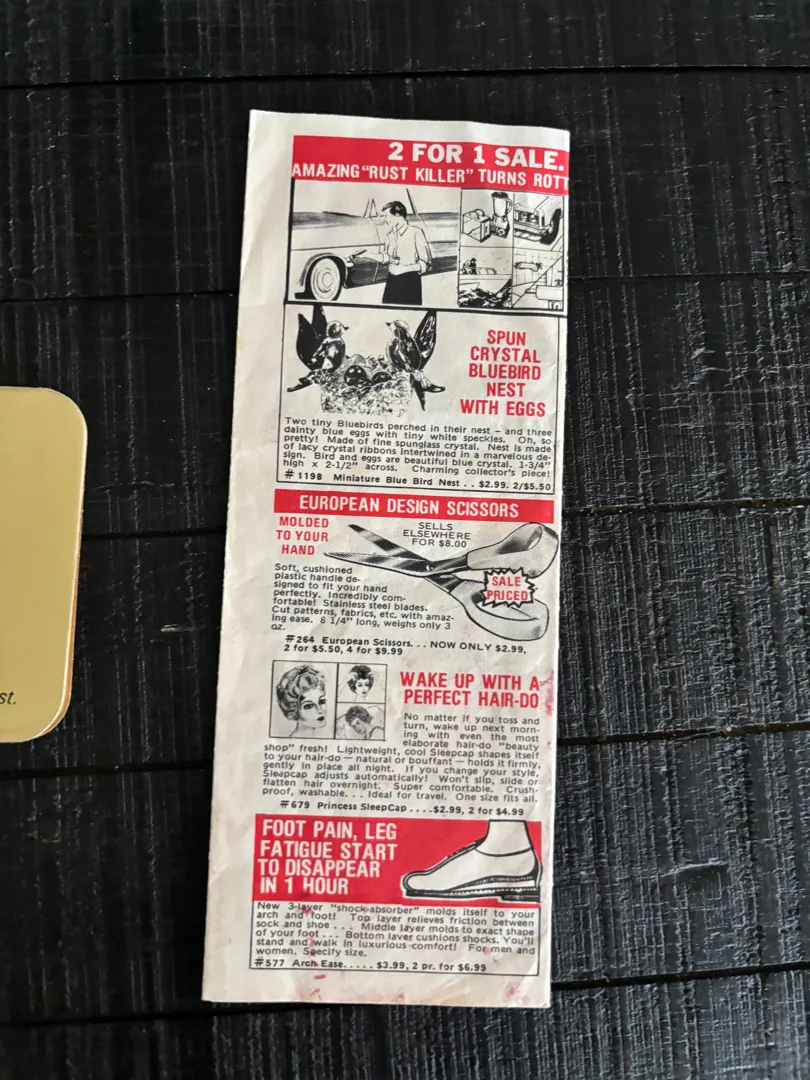 2 FOR 1 SALE.
AMAZING "RUST KILLER" TURNS ROTT
SPUN
CRYSTAL
BLUEBIRD
NEST
WITH EGGS
Two tiny Bluebirds perched in their nest – and three
dainty blue eggs with tiny white speckles. Oh, so
pretty! Made of fine spunglass crystal. Nest is made
of lacy crystal ribbons intertwined in a marvelous de-
sign. Bird and eggs are beautiful blue crystal. 1-3/4"
high x 2-1/2" across. Charming collector's piece!
#1198 Miniature Blue Bird Nest . . $2.99. 2/$5.50
EUROPEAN DESIGN SCISSORS
MOLDED
TO YOUR
HAND
SELLS
ELSEWHERE
FOR $8.00
SALE
PRICED
Soft, cushioned
plastic handle de-
signed to fit your hand
perfectly. Incredibly com-
fortable! Stainless steel blades.
Cut patterns, fabrics, etc. with amaz-
ing ease. 8 1/4" long, weighs only 3
oz.
#264 European Scissors. . . NOW ONLY $2.99,
2 for $5.50, 4 for $9.99
WAKE UP WITH A
PERFECT HAIR-DO
No matter if you toss and
turn, wake up next morn-
ing with even the most
elaborate hair-do "beauty
shop" fresh! Lightweight, cool Sleepcap shapes itself
to your hair-do — natural or bouffant — holds it firmly,
gently in place all night. If you change your style,
Sleapcap adjusts automatically! Won't slip, slide or
flatten hair overnight. Super comfortable. Crush-
proof, washable. . . Ideal for travel. One size fits all.
#679 Princess SleepCap . . . .$2.99, 2 for $4.99
FOOT PAIN, LEG
FATIGUE START
TO DISAPPEAR
IN 1 HOUR
New 3-layer "shock-absorber" molds itself to your
arch and foot! Top layer relieves friction between
sock and shoe . . . Middle layer molds to exact shape
of your foot . . . Bottom layer cushions shocks. You'll
stand and walk in luxurious comfort! For men and
women. Specify size.
#577 Arch Ease. . . . . $3.99, 2 pr. for $6.99
st.